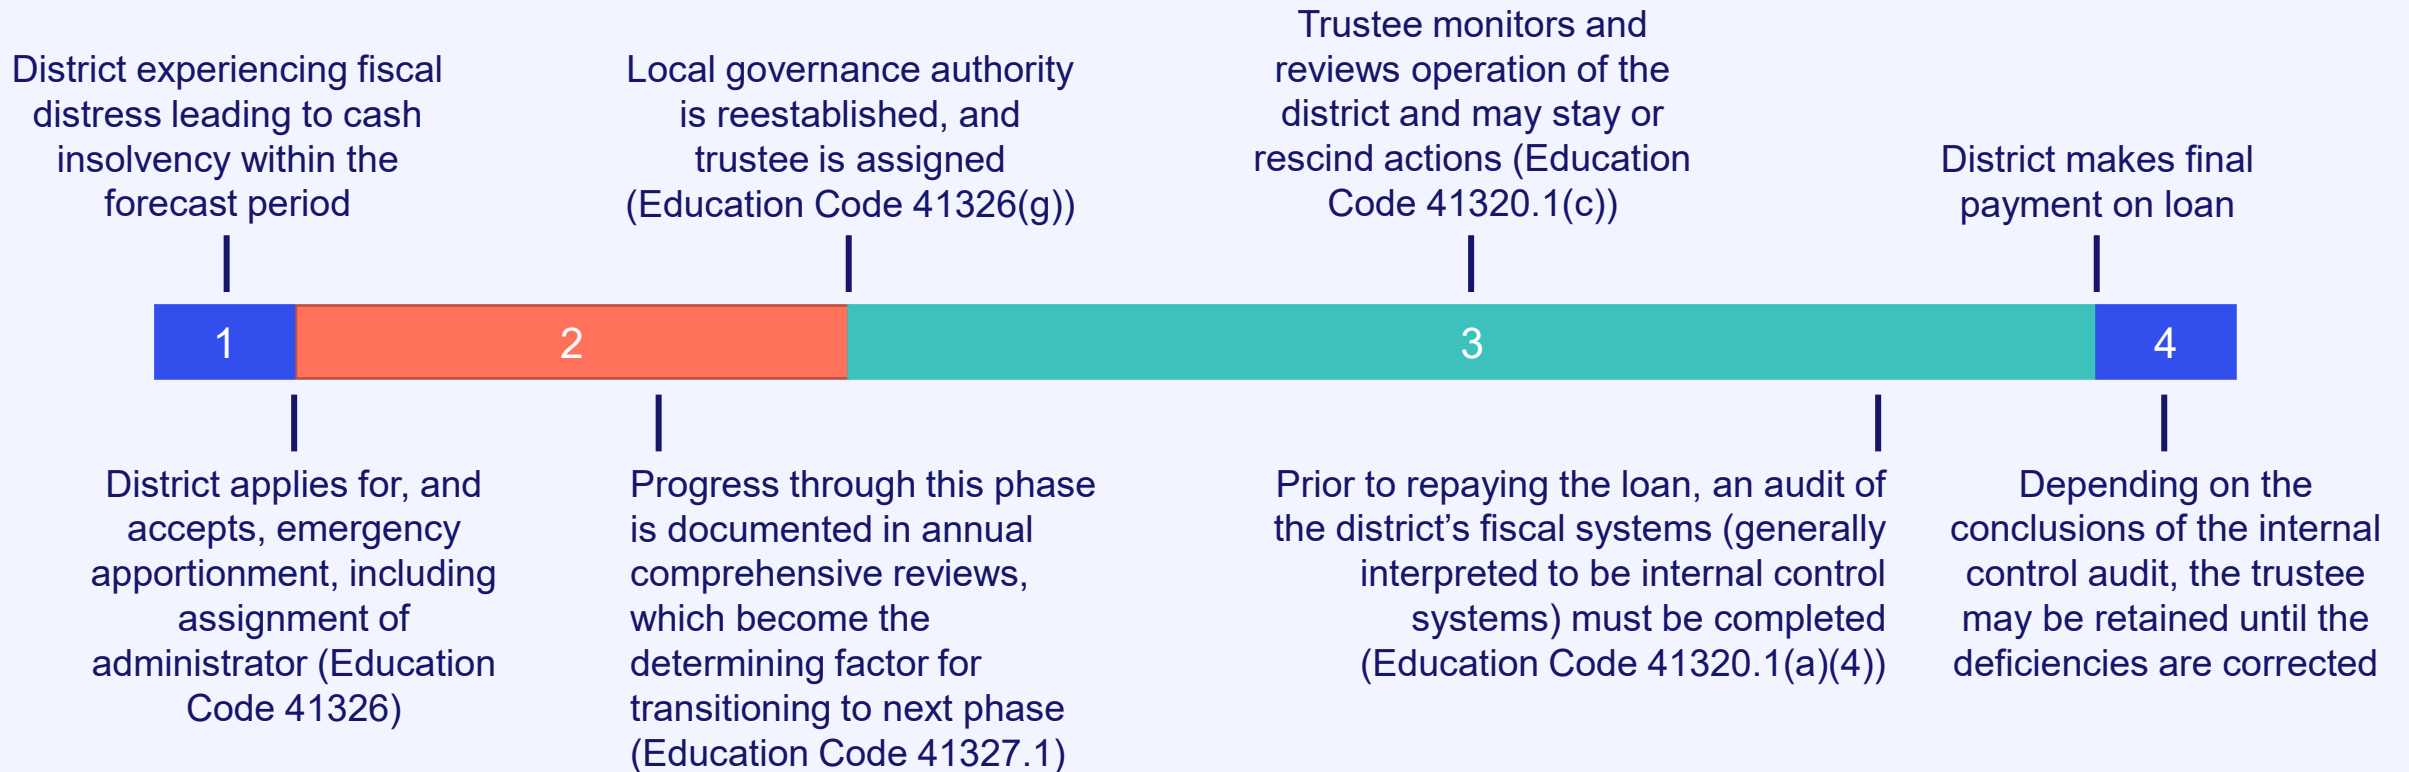 District experiencing fiscal
distress leading to cash
insolvency within the
forecast period
Local governance authority
is reestablished, and
trustee is assigned
(Education Code 41326(g))
Trustee monitors and
reviews operation of the
district and may stay or
rescind actions (Education
Code 41320.1(c))
District makes final
payment on loan
1
2
3
4
District applies for, and
accepts, emergency
apportionment, including
assignment of
administrator (Education
Code 41326)
Progress through this phase
is documented in annual
comprehensive reviews,
which become the
determining factor for
transitioning to next phase
(Education Code 41327.1)
Prior to repaying the loan, an audit of
the district’s fiscal systems (generally
interpreted to be internal control
systems) must be completed
(Education Code 41320.1(a)(4))
Depending on the
conclusions of the internal
control audit, the trustee
may be retained until the
deficiencies are corrected